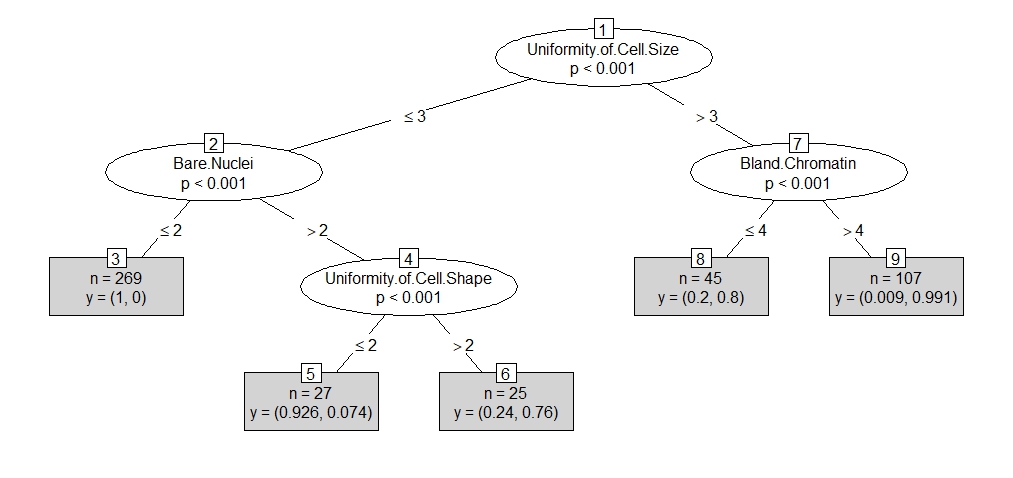 1
Uniformity.of.Cell.Size
p < 0.001
≤ 3
> 3
2
Bare.Nuclei
p < 0.001
7
Bland.Chromatin
p < 0.001
≤ 2
> 2
≤ 4
> 4
3
n = 269
y = (1, 0)
4
Uniformity.of.Cell.Shape
p < 0.001
8
n = 45
y = (0.2, 0.8)
9
n = 107
y = (0.009, 0.991)
≤ 2
> 2
5
n = 27
y = (0.926, 0.074)
6
n = 25
y = (0.24, 0.76)